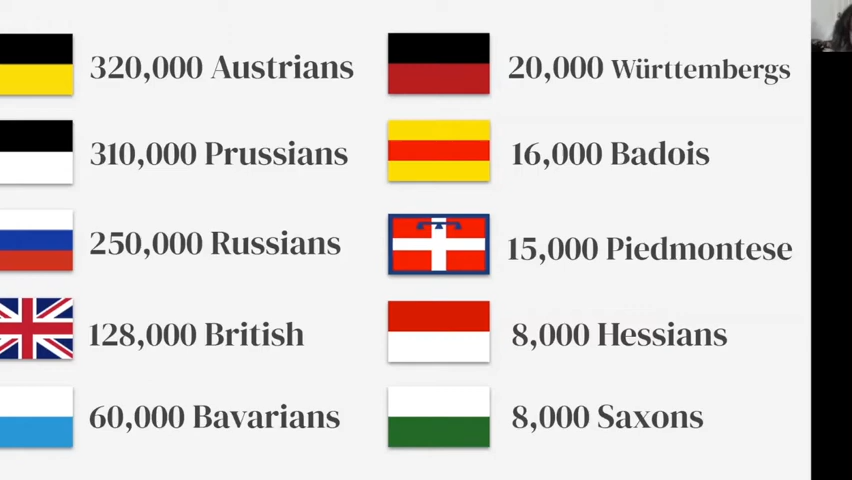 320,000 Austrians
310,000 Prussians
250,000 Russians
128,000 British
60,000 Bavarians
20,000 Württembergs
16,000 Badois
15,000 Piedmontese
8,000 Hessians
8,000 Saxons